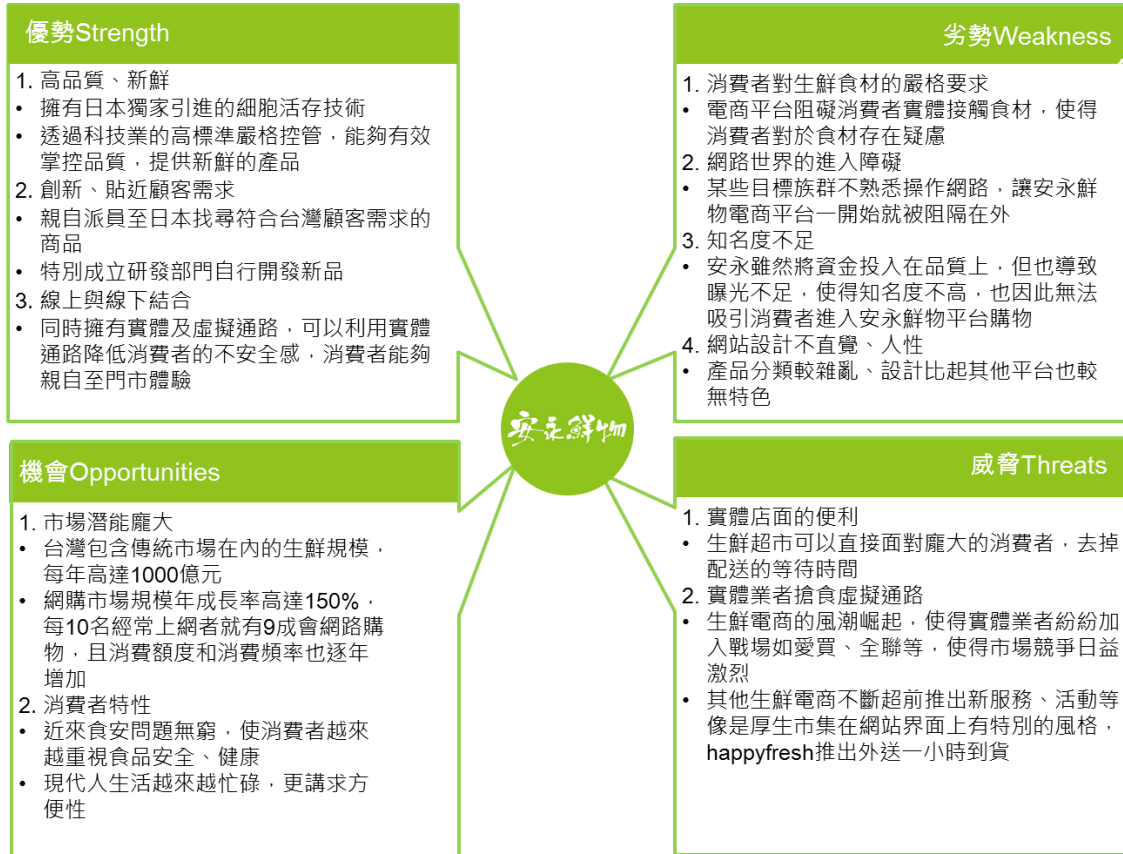 優勢Strength
1. 高品質、新鮮
• 擁有日本獨家引進的細胞活存技術
• 透過科技業的高標準嚴格控管，能夠有效
掌控品質，提供新鮮的產品
2. 創新、貼近顧客需求
• 親自派員至日本找尋符合台灣顧客需求的
商品
• 特別成立研發部門自行開發新品
3. 線上與線下結合
• 同時擁有實體及虛擬通路，可以利用實體
通路降低消費者的不安全感，消費者能夠
親自至門市體驗
劣勢Weakness
1. 消費者對生鮮食材的嚴格要求
• 電商平台阻礙消費者實體接觸食材，使得
消費者對於食材存在疑慮
2. 網路世界的進入障礙
• 某些目標族群不熟悉操作網路，讓安永鮮
物電商平台一開始就被阻隔在外
3. 知名度不足
• 安永雖然將資金投入在品質上，但也導致
曝光不足，使得知名度不高，也因此無法
吸引消費者進入安永鮮物平台購物
4. 網站設計不直覺、人性
• 產品分類較雜亂、設計比起其他平台也較
無特色
安永鮮物
機會Opportunities
1. 市場潛能龐大
• 台灣包含傳統市場在內的生鮮規模，
每年高達1000億元
• 網購市場規模年成長率高達150%，
每10名經常上網者就有9成會網路購
物，且消費額度和消費頻率也逐年
增加
2. 消費者特性
• 近來食安問題無窮，使消費者越來
越重視食品安全、健康
• 現代人生活越來越忙碌，更講求方
便性
威脅Threats
1. 實體店面的便利
• 生鮮超市可以直接面對龐大的消費者，去掉
配送的等待時間
2. 實體業者搶食虛擬通路
• 生鮮電商的風潮崛起，使得實體業者紛紛加
入戰場如愛買、全聯等，使得市場競爭日益
激烈
• 其他生鮮電商不斷超前推出新服務、活動等
像是厚生市集在網站界面上有特別的風格，
happyfresh推出外送一小時到貨